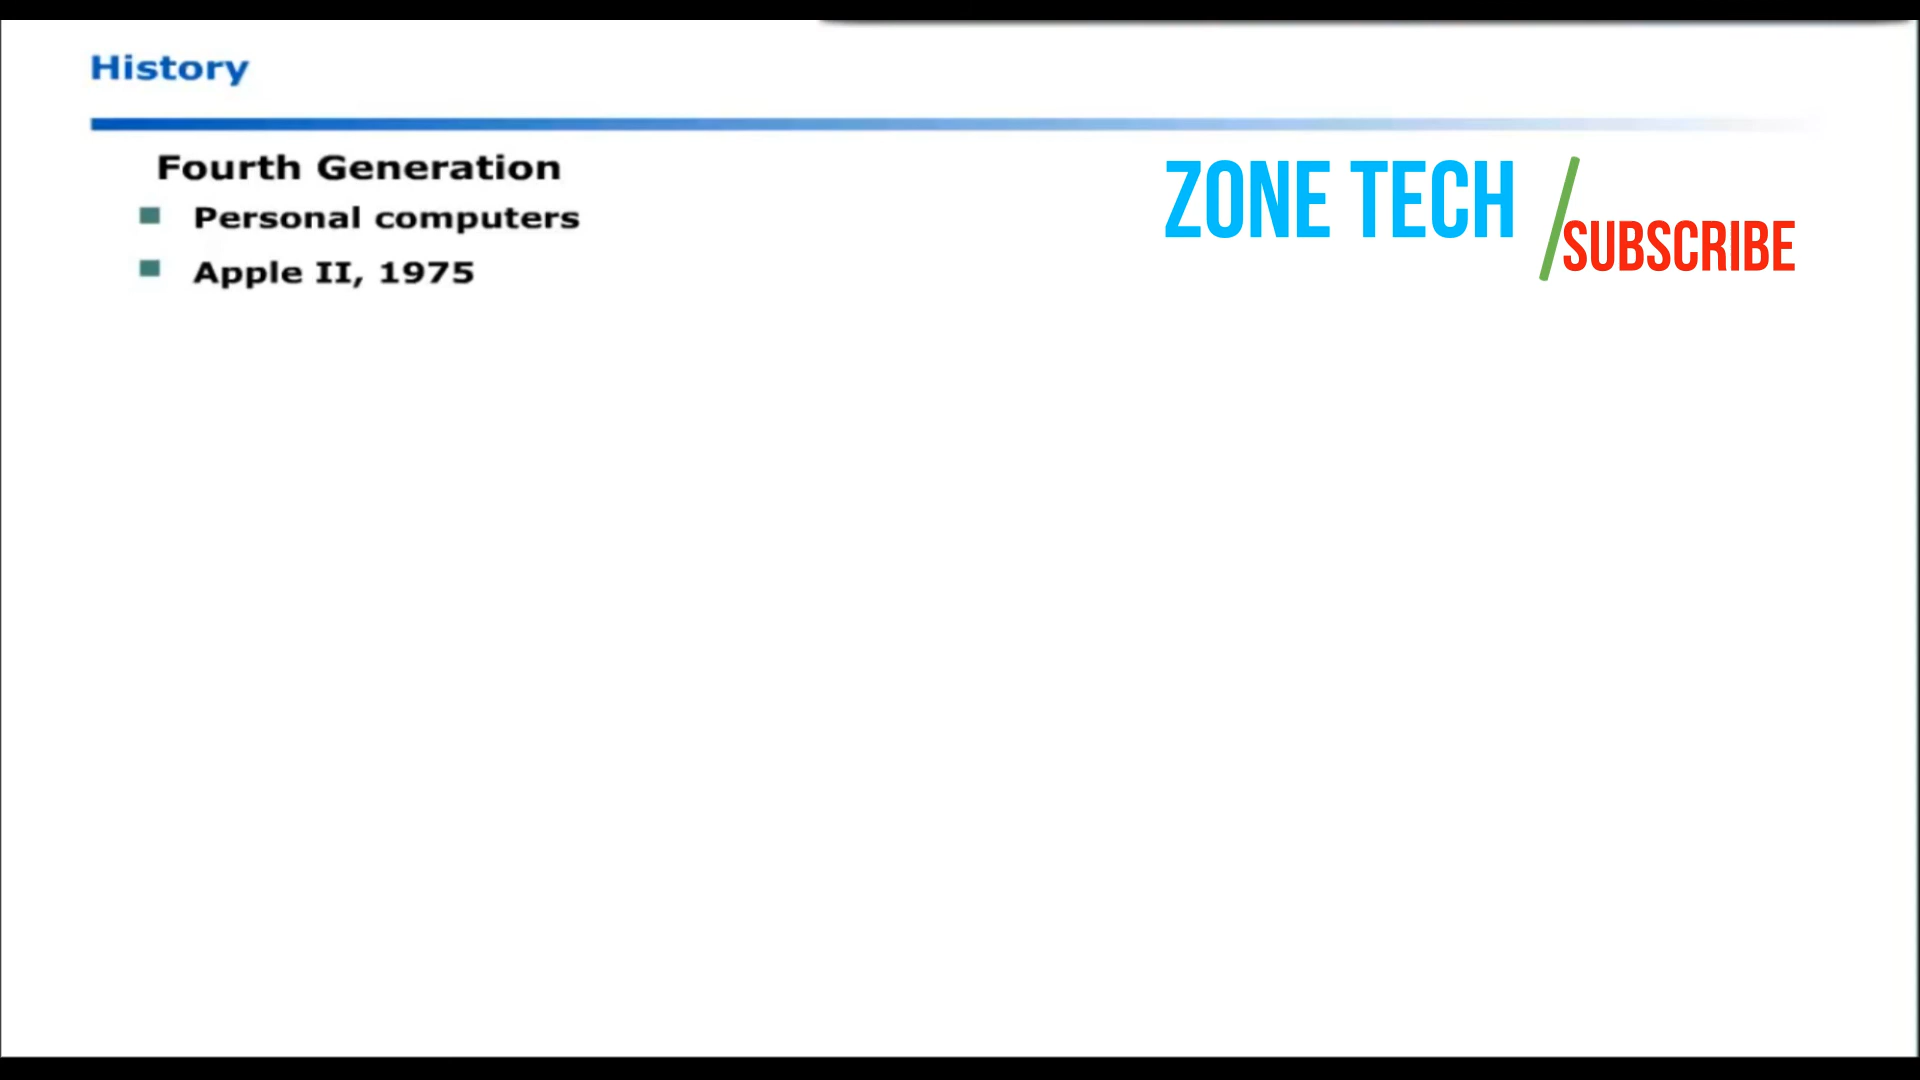 History
Fourth Generation
Personal computers
Apple II, 1975
ZONE TECH
SUBSCRIBE